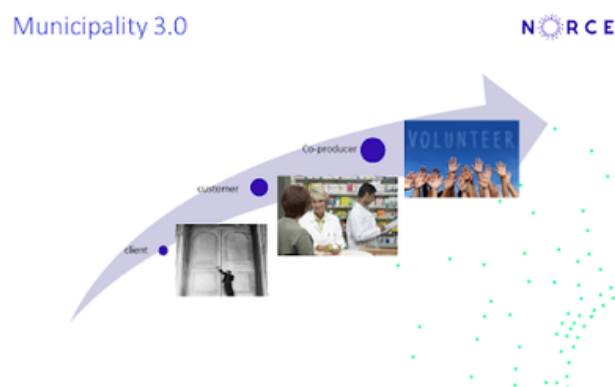 Municipality 3.0
NORCE
Co-producer
VOLUNTEER
customer
client